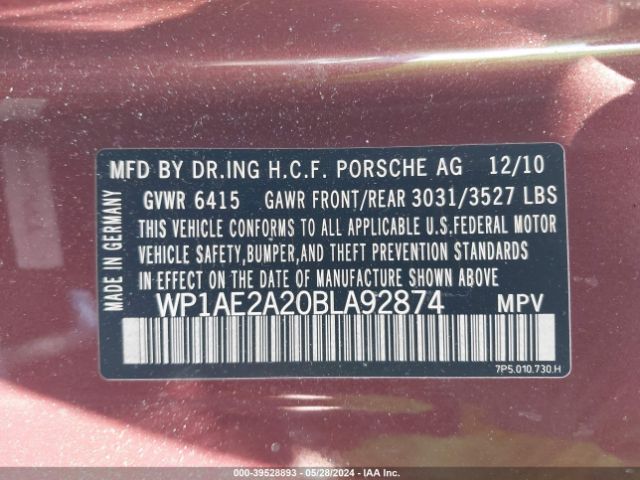 MFD BY DR.ING H.C.F. PORSCHE AG 12/10
GVWR 6415 GAWR FRONT/REAR 3031/3527 LBS
THIS VEHICLE CONFORMS TO ALL APPLICABLE U.S.FEDERAL MOTOR
VEHICLE SAFETY,BUMPER,AND THEFT PREVENTION STANDARDS
IN EFFECT ON THE DATE OF MANUFACTURE SHOWN ABOVE
WP1AE2A20BLA92874 MPV
MADE IN GERMANY
7P5.010.730.H
000-39528893 - 05/28/2024 - IAA Inc.